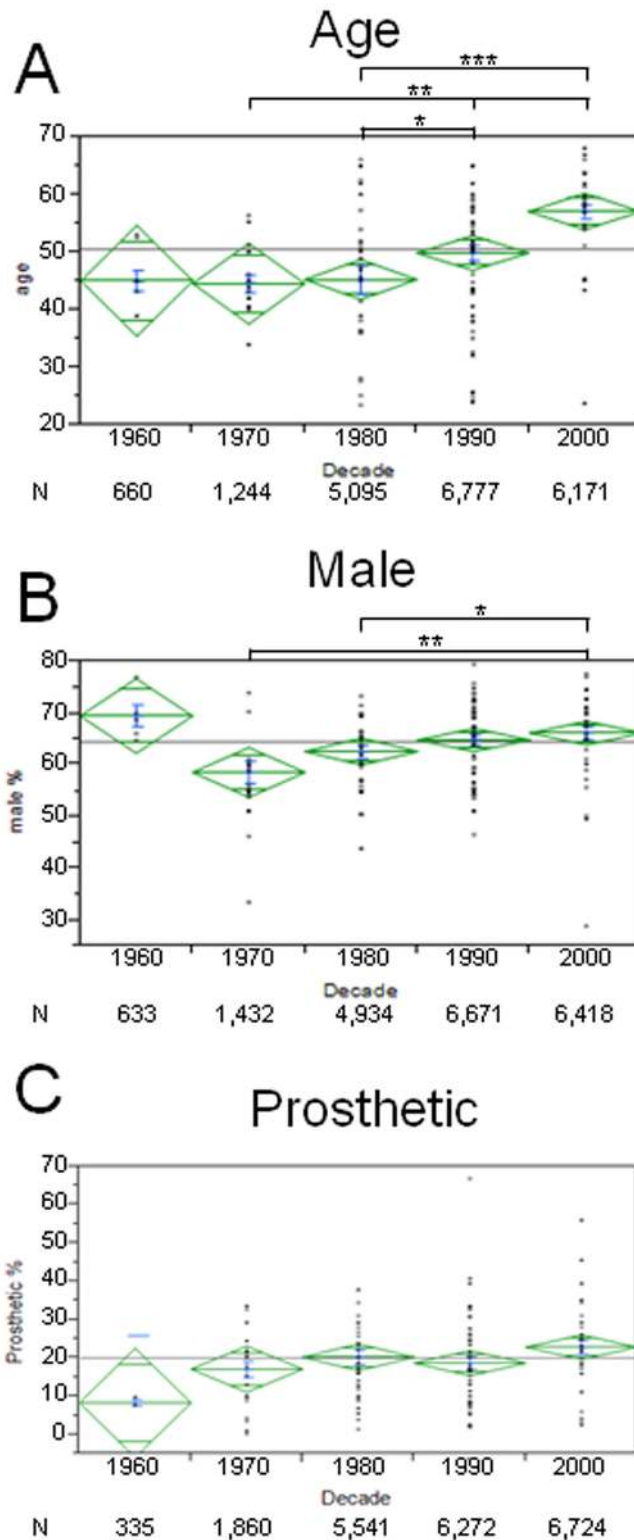 A
Age
***
**
*
70
60
50
40
30
20
age
1960 1970 1980 1990 2000
Decade
N 660 1,244 5,095 6,777 6,171
B
Male
*
**
80
70
60
50
40
30
male %
1960 1970 1980 1990 2000
Decade
N 633 1,432 4,934 6,671 6,418
C
Prosthetic
70
60
50
40
30
20
10
0
Prosthetic %
1960 1970 1980 1990 2000
Decade
N 335 1,860 5,541 6,272 6,724